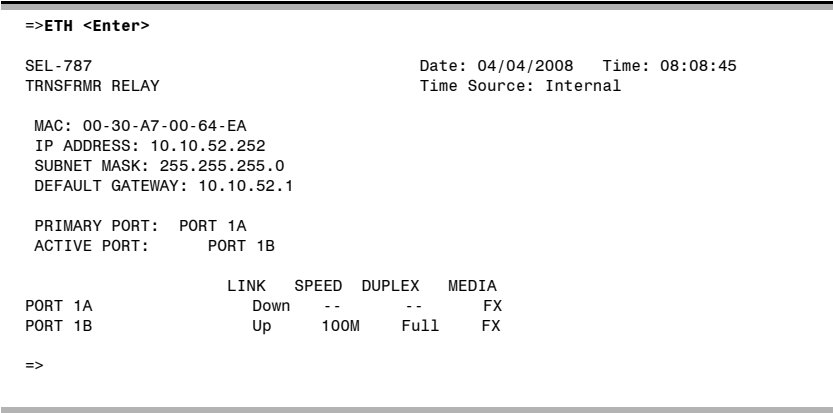 =>ETH <Enter>
SEL-787 Date: 04/04/2008 Time: 08:08:45
TRNSFRMR RELAY Time Source: Internal
MAC: 00-30-A7-00-64-EA
IP ADDRESS: 10.10.52.252
SUBNET MASK: 255.255.255.0
DEFAULT GATEWAY: 10.10.52.1
PRIMARY PORT: PORT 1A
ACTIVE PORT: PORT 1B
LINK SPEED DUPLEX MEDIA
PORT 1A Down -- -- FX
PORT 1B Up 100M Full FX
=>